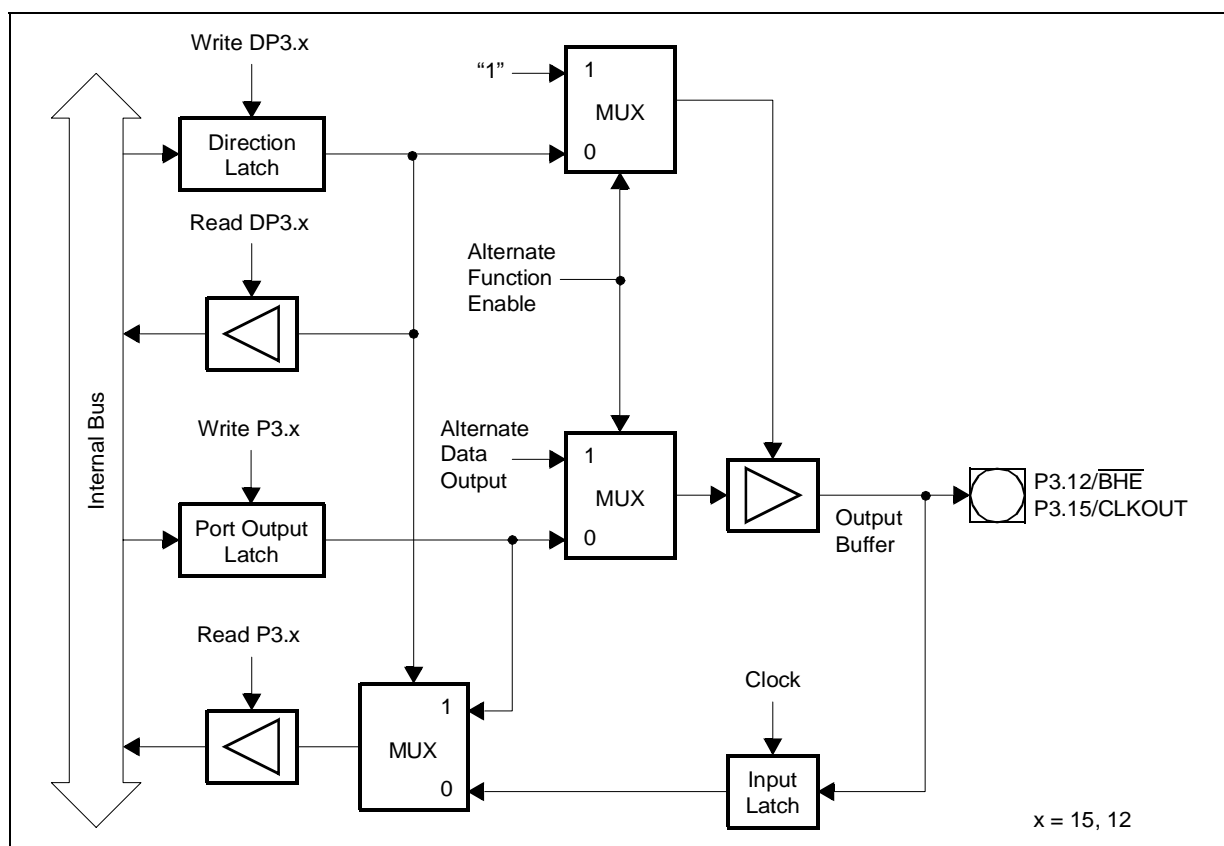 Write DP3.x
“1”
1
MUX
0
Direction
Latch
Read DP3.x
Alternate
Function
Enable
Internal Bus
Write P3.x
Alternate
Data
Output
1
MUX
0
Port Output
Latch
Output
Buffer
P3.12/B̅H̅E̅
P3.15/CLKOUT
Read P3.x
1
MUX
0
Clock
Input
Latch
x = 15, 12